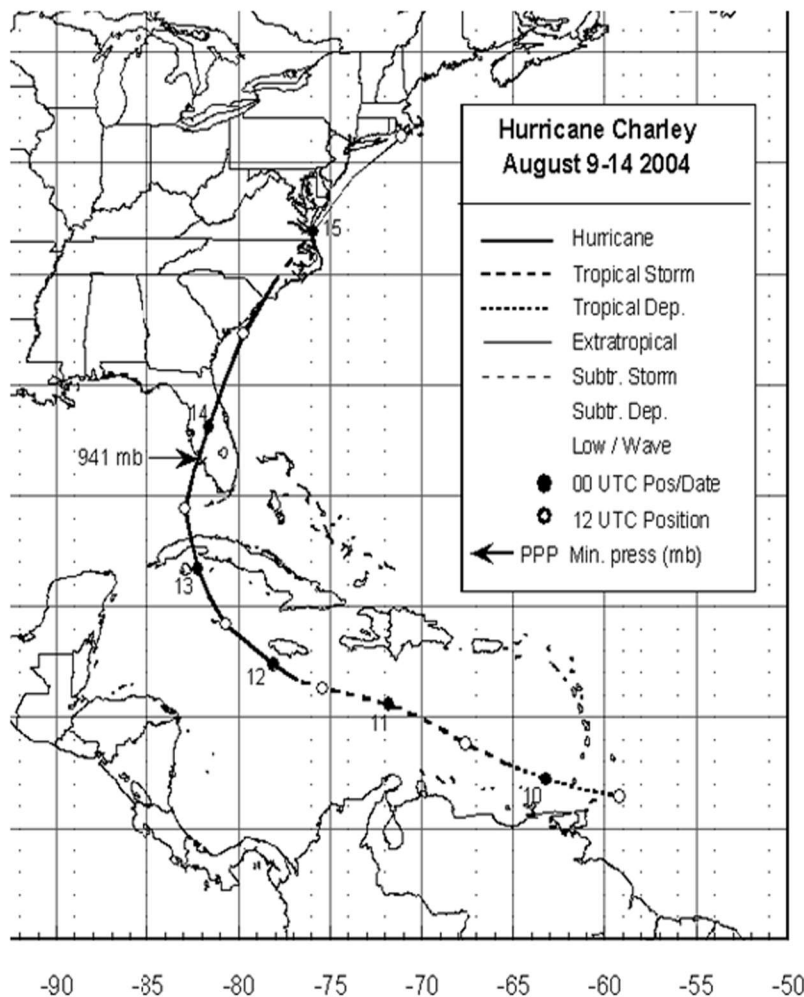 Hurricane Charley
August 9-14 2004
Hurricane
Tropical Storm
Tropical Dep.
Extratropical
Subtr. Storm
Subtr. Dep.
Low / Wave
00 UTC Pos/Date
12 UTC Position
PPP Min. press (mb)
15
14
941 mb
13
12
11
10
-90 -85 -80 -75 -70 -65 -60 -55 -50